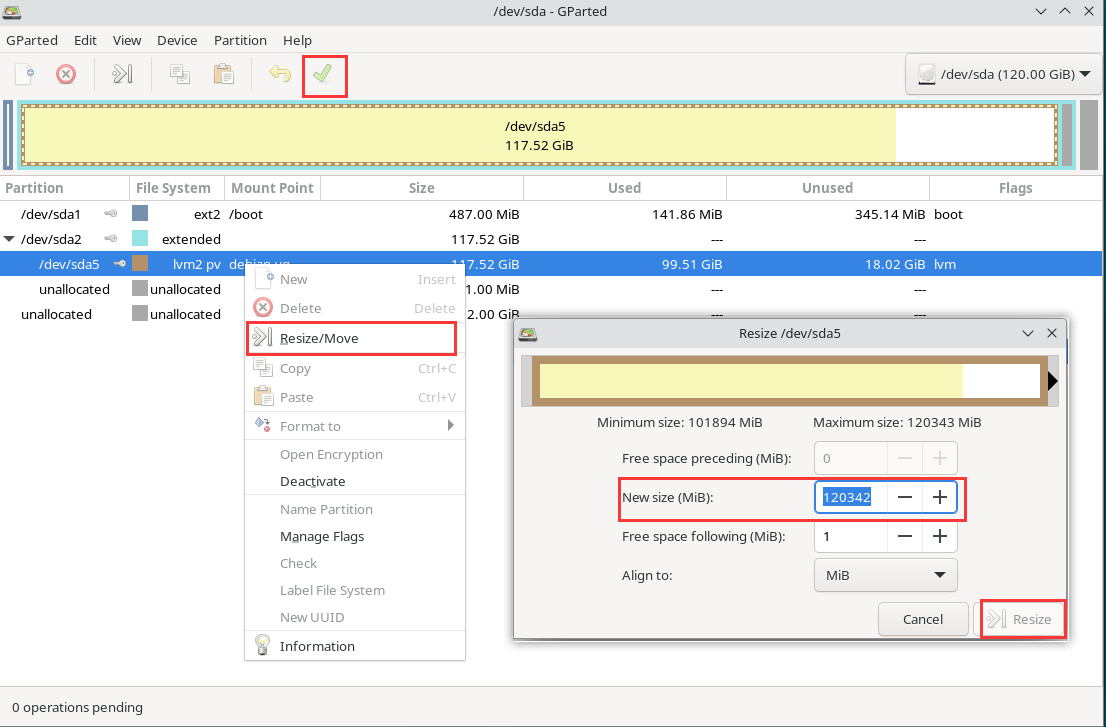 /dev/sda - GParted
GParted Edit View Device Partition Help
/dev/sda (120.00 GiB)
/dev/sda5
117.52 GiB
Partition File System Mount Point Size Used Unused Flags
/dev/sda1 ext2 /boot 487.00 MiB 141.86 MiB 345.14 MiB boot
/dev/sda2 extended 117.52 GiB --- ---
/dev/sda5 lvm2 pv 117.52 GiB 99.51 GiB 18.02 GiB lvm
unallocated unallocated 1.00 MiB --- ---
unallocated unallocated 2.00 GiB ---
New Insert
Delete Delete
Resize/Move
Copy Ctrl+C
Paste Ctrl+V
Format to
Open Encryption
Deactivate
Name Partition
Manage Flags
Check
Label File System
New UUID
Information
Resize /dev/sda5
Minimum size: 101894 MiB Maximum size: 120343 MiB
Free space preceding (MiB): 0
New size (MiB): 120342
Free space following (MiB): 1
Align to: MiB
Cancel Resize
0 operations pending